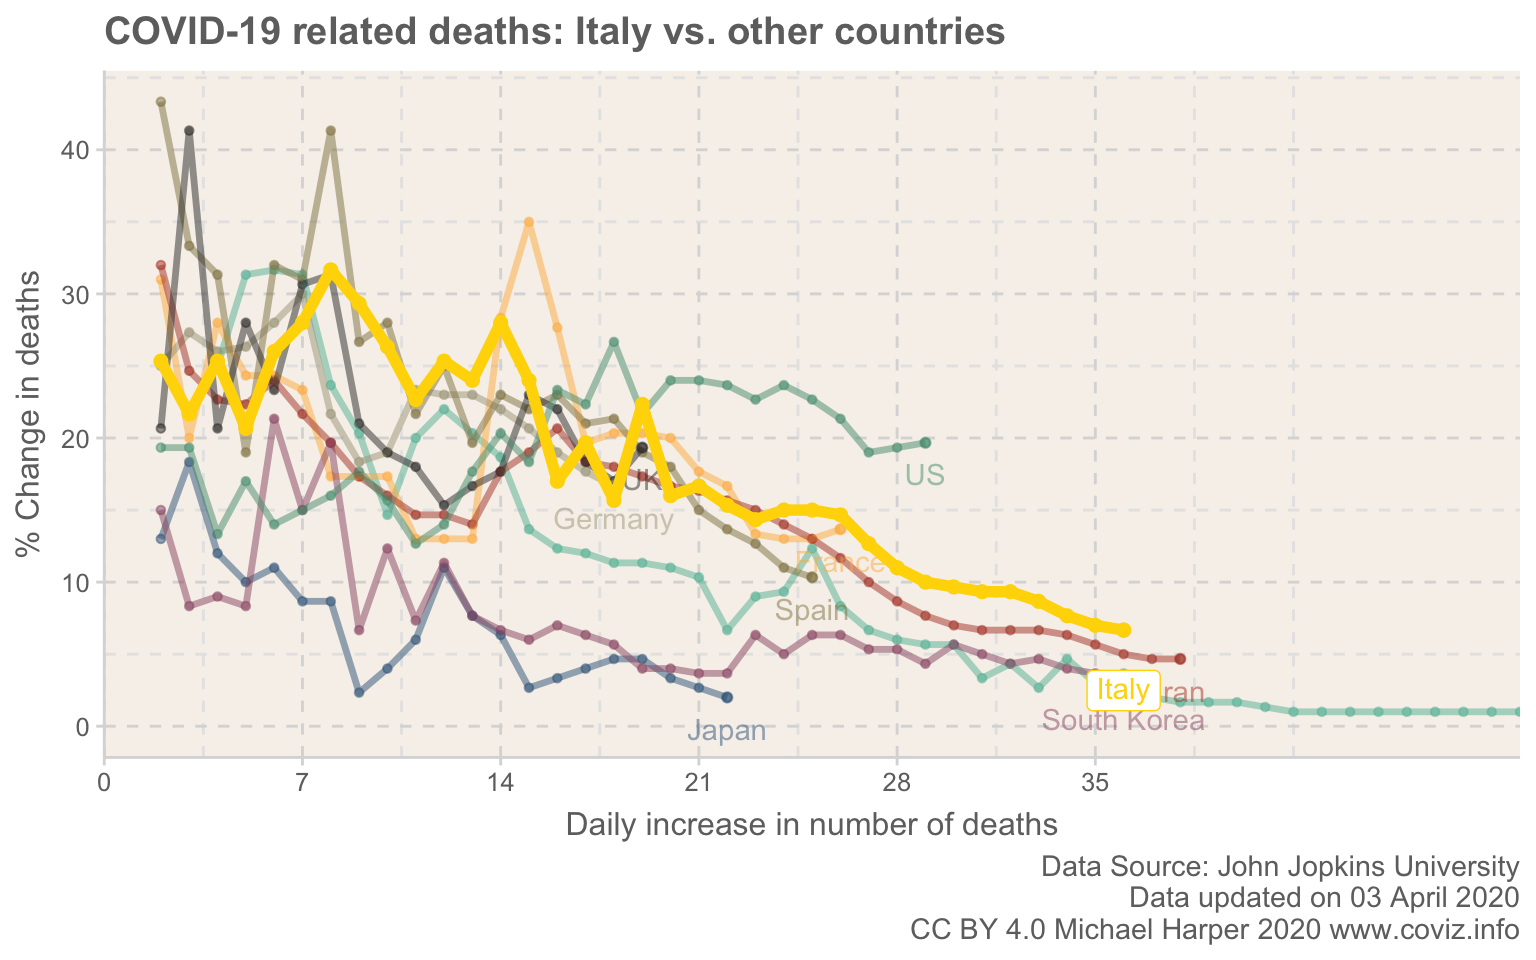 COVID-19 related deaths: Italy vs. other countries
% Change in deaths
40
30
20
10
0
UK
US
Germany
France
Spain
Italy
ran
South Korea
Japan
0 7 14 21 28 35
Daily increase in number of deaths
Data Source: John Jopkins University
Data updated on 03 April 2020
CC BY 4.0 Michael Harper 2020 www.coviz.info